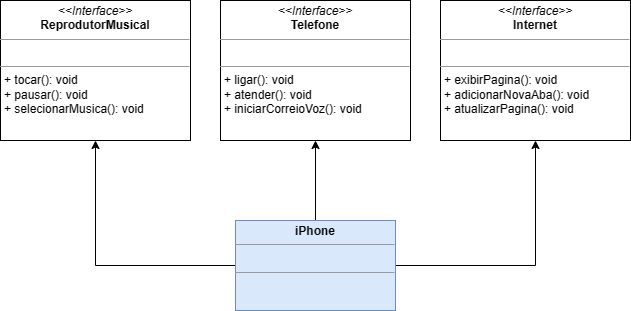 <<Interface>>
ReprodutorMusical
+ tocar(): void
+ pausar(): void
+ selecionarMusica(): void
<<Interface>>
Telefone
+ ligar(): void
+ atender(): void
+ iniciarCorreioVoz(): void
<<Interface>>
Internet
+ exibirPagina(): void
+ adicionarNovaAba(): void
+ atualizarPagina(): void
iPhone